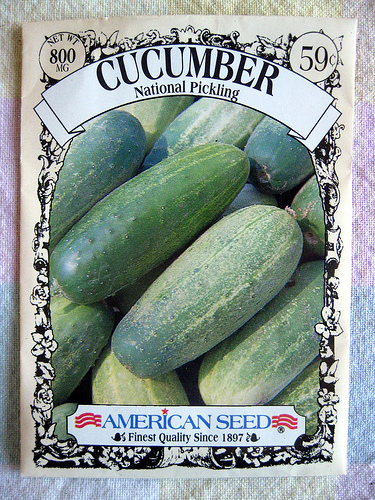 NET WT
800
MG
CUCUMBER
National Pickling
59¢
AMERICAN SEED®
Finest Quality Since 1897